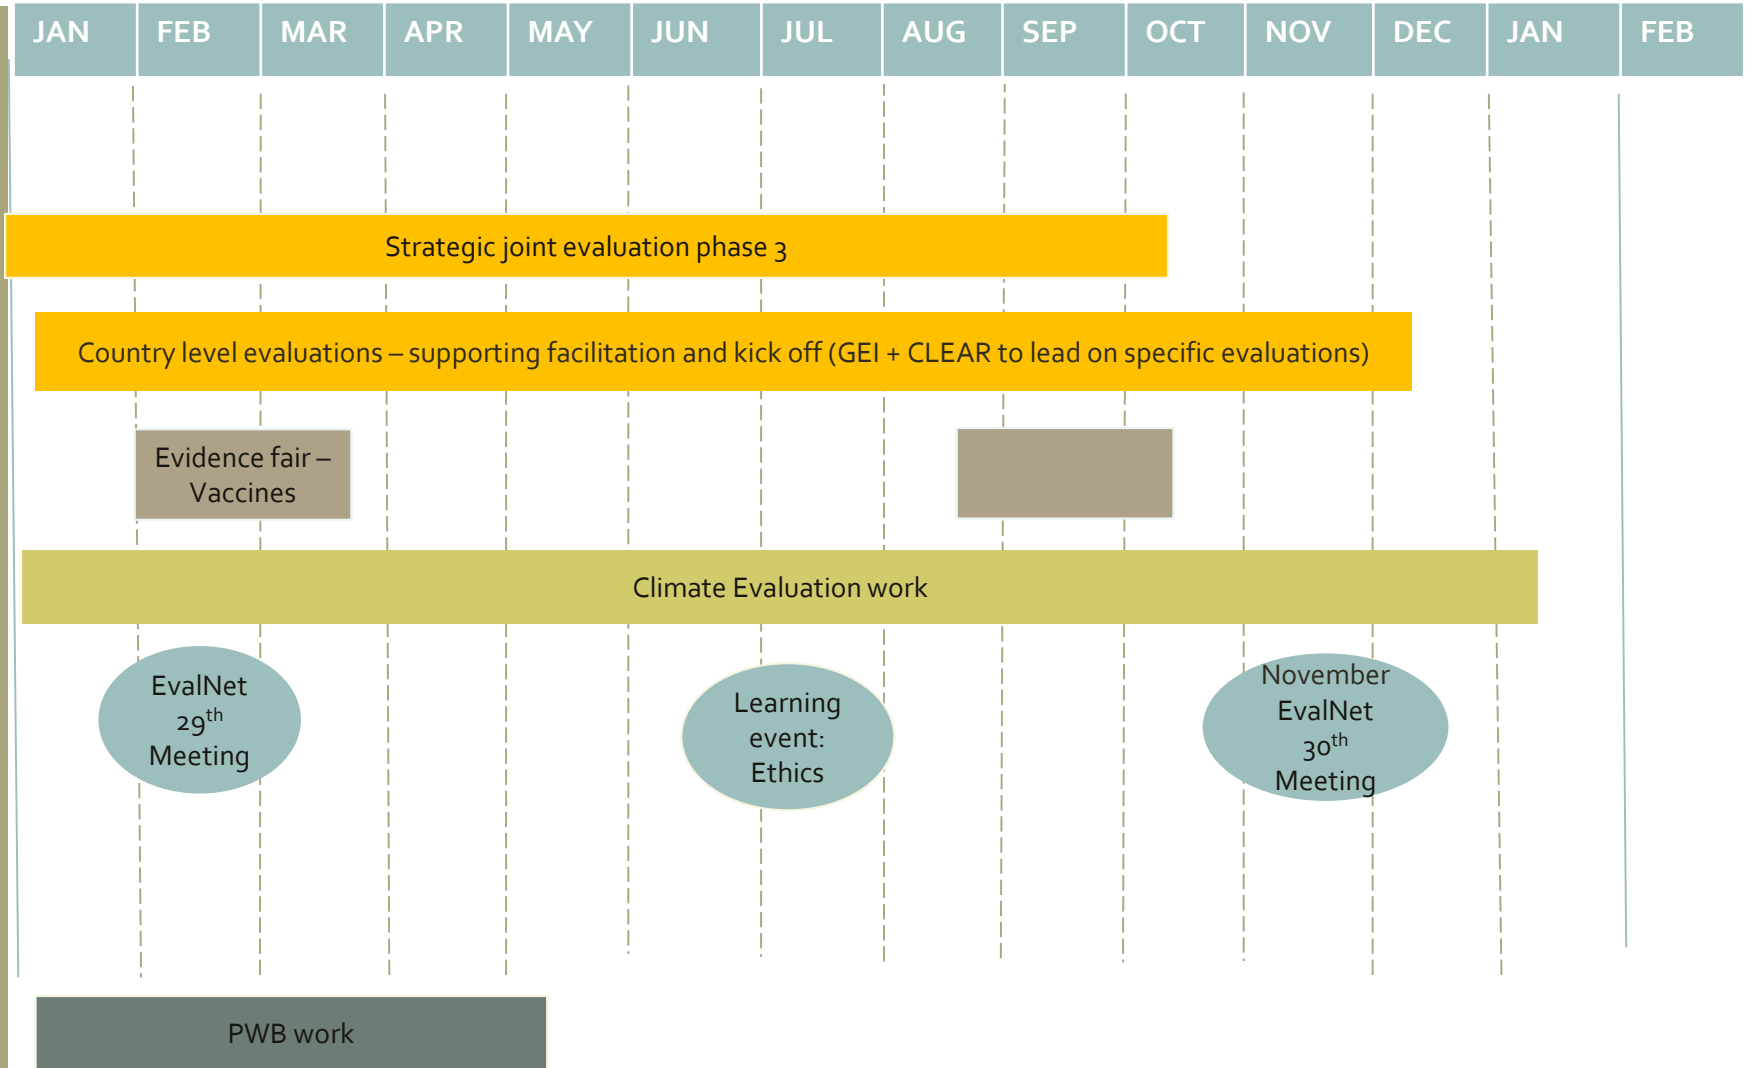 JAN FEB MAR APR MAY JUN JUL AUG SEP OCT NOV DEC JAN FEB
Strategic joint evaluation phase 3
Country level evaluations – supporting facilitation and kick off (GEI + CLEAR to lead on specific evaluations)
Evidence fair –
Vaccines
Climate Evaluation work
EvalNet
29th
Meeting
Learning
event:
Ethics
November
EvalNet
30th
Meeting
PWB work